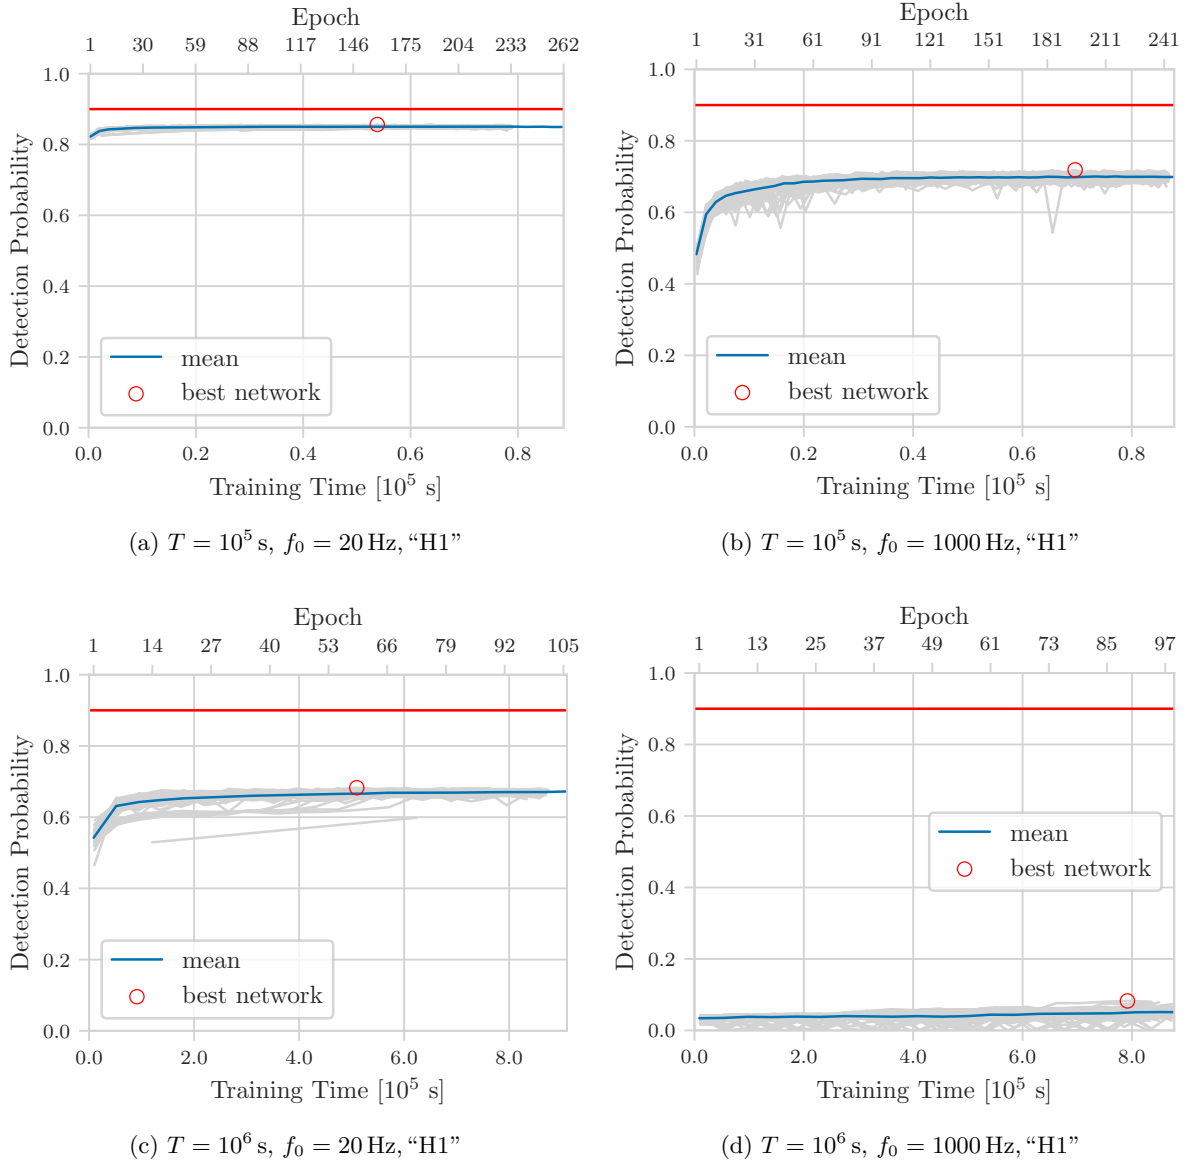 Epoch
1 30 59 88 117 146 175 204 233 262
1.0
0.8
0.6
0.4
0.2
0.0
Detection Probability
mean
best network
0.0 0.2 0.4 0.6 0.8
Training Time [10^5 s]
(a) T = 10^5 s, f_0 = 20 Hz, “H1”
Epoch
1 31 61 91 121 151 181 211 241
1.0
0.8
0.6
0.4
0.2
0.0
Detection Probability
mean
best network
0.0 0.2 0.4 0.6 0.8
Training Time [10^5 s]
(b) T = 10^5 s, f_0 = 1000 Hz, “H1”
Epoch
1 14 27 40 53 66 79 92 105
1.0
0.8
0.6
0.4
0.2
0.0
Detection Probability
mean
best network
0.0 2.0 4.0 6.0 8.0
Training Time [10^5 s]
(c) T = 10^6 s, f_0 = 20 Hz, “H1”
Epoch
1 13 25 37 49 61 73 85 97
1.0
0.8
0.6
0.4
0.2
0.0
Detection Probability
mean
best network
0.0 2.0 4.0 6.0 8.0
Training Time [10^5 s]
(d) T = 10^6 s, f_0 = 1000 Hz, “H1”